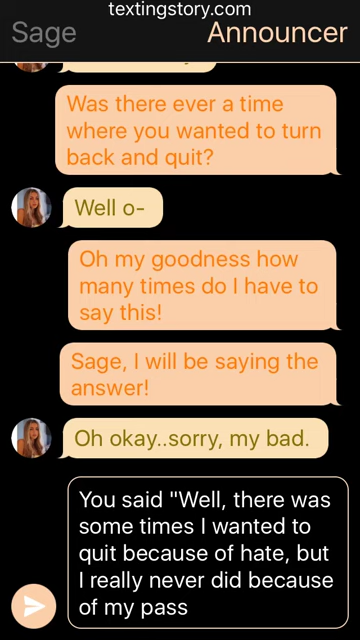 textingstory.com
Sage Announcer
Was there ever a time
where you wanted to turn
back and quit?
Well o-
Oh my goodness how
many times do I have to
say this!
Sage, I will be saying the
answer!
Oh okay..sorry, my bad.
You said "Well, there was
some times I wanted to
quit because of hate, but
I really never did because
of my pass